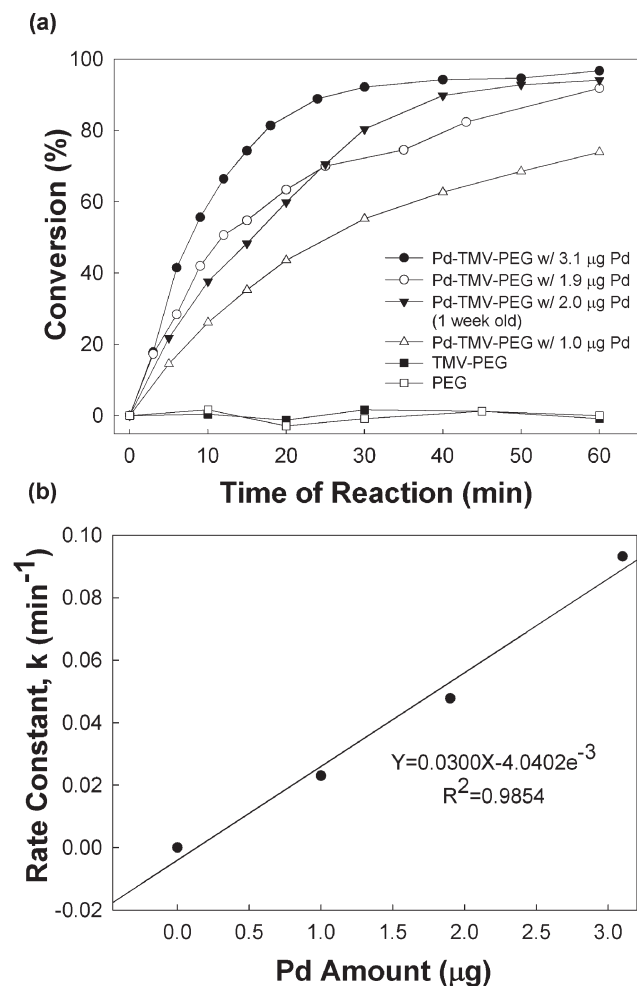 (a)
100
80
60
40
20
0
Conversion (%)
Pd-TMV-PEG w/ 3.1 μg Pd
Pd-TMV-PEG w/ 1.9 μg Pd
Pd-TMV-PEG w/ 2.0 μg Pd
(1 week old)
Pd-TMV-PEG w/ 1.0 μg Pd
TMV-PEG
PEG
0 10 20 30 40 50 60
Time of Reaction (min)
(b)
0.10
0.08
0.06
0.04
0.02
0.00
-0.02
Rate Constant, k (min⁻¹)
Y=0.0300X-4.0402e⁻³
R²=0.9854
0.0 0.5 1.0 1.5 2.0 2.5 3.0
Pd Amount (μg)